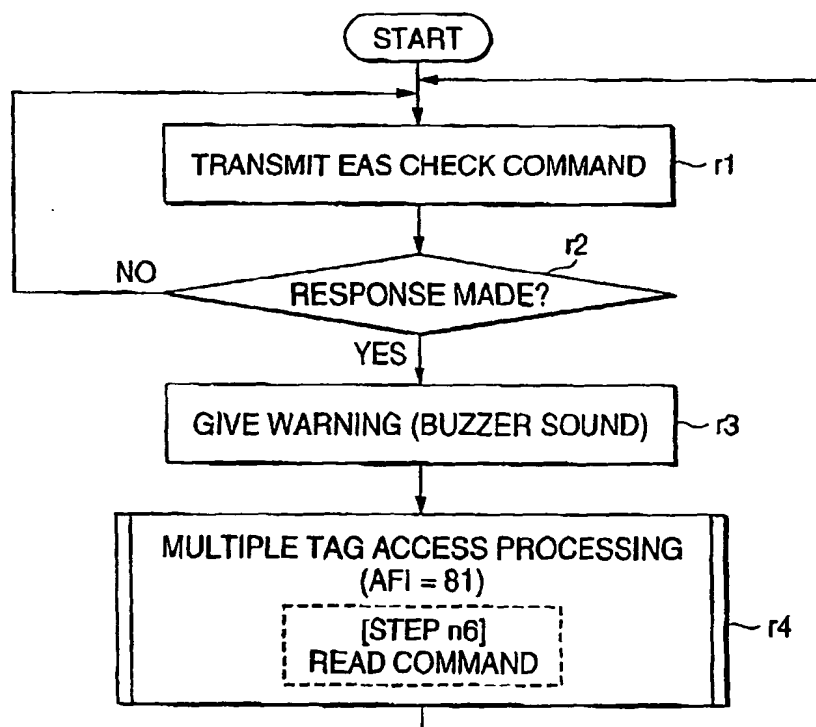 START
TRANSMIT EAS CHECK COMMAND
r1
r2
NO
RESPONSE MADE?
YES
GIVE WARNING (BUZZER SOUND)
r3
MULTIPLE TAG ACCESS PROCESSING
(AFI = 81)
[STEP n6]
READ COMMAND
r4